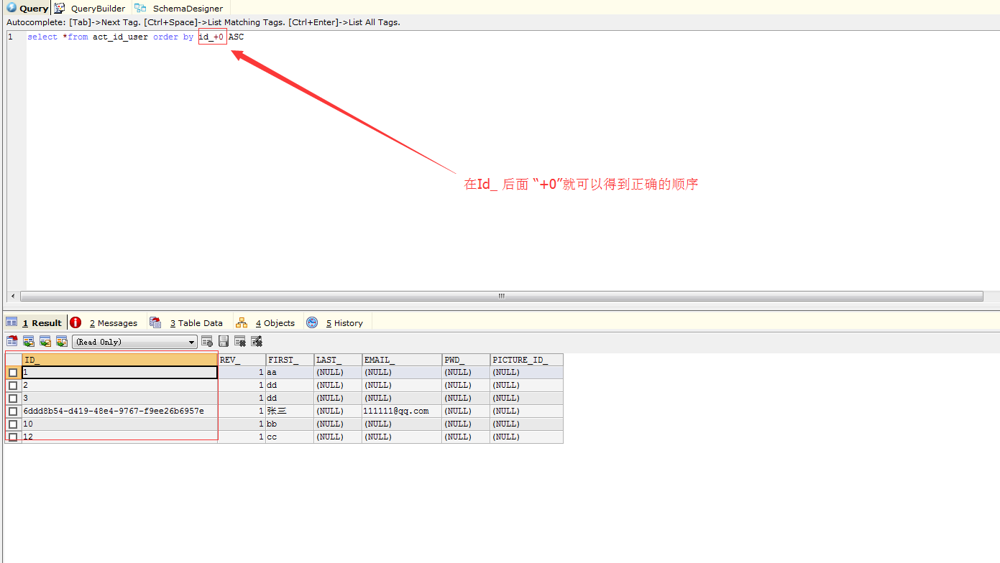 Query QueryBuilder SchemaDesigner
Autocomplete: [Tab]->Next Tag. [Ctrl+Space]->List Matching Tags. [Ctrl+Enter]->List All Tags.
1 select *from act_id_user order by id_+0 ASC
在Id_ 后面 “+0”就可以得到正确的顺序
1 Result 2 Messages 3 Table Data 4 Objects 5 History
(Read Only)
ID_ REV_ FIRST_ LAST_ EMAIL_ PWD_ PICTURE_ID_
1 1 aa (NULL) (NULL) (NULL) (NULL)
2 1 dd (NULL) (NULL) (NULL) (NULL)
3 1 dd (NULL) (NULL) (NULL) (NULL)
6ddd8b54-d419-48e4-9767-f9ee26b6957e 1 张三 (NULL) 111111@qq.com (NULL) (NULL)
10 1 bb (NULL) (NULL) (NULL) (NULL)
12 1 cc (NULL) (NULL) (NULL) (NULL)